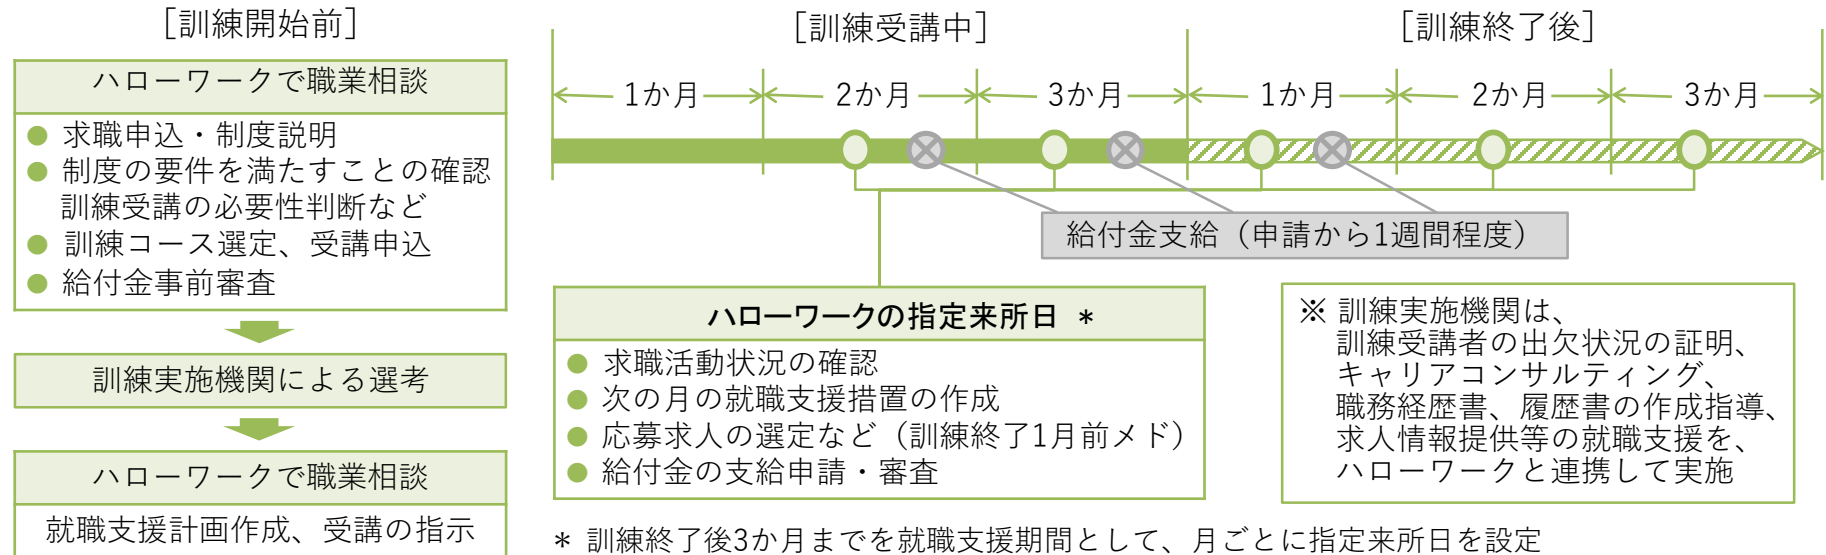 ［訓練開始前］
ハローワークで職業相談
● 求職申込・制度説明
● 制度の要件を満たすことの確認
訓練受講の必要性判断など
● 訓練コース選定、受講申込
● 給付金事前審査
訓練実施機関による選考
ハローワークで職業相談
就職支援計画作成、受講の指示
［訓練受講中］
［訓練終了後］
1か月
2か月
3か月
1か月
2か月
3か月
給付金支給（申請から1週間程度）
ハローワークの指定来所日 ＊
● 求職活動状況の確認
● 次の月の就職支援措置の作成
● 応募求人の選定など（訓練終了1月前メド）
● 給付金の支給申請・審査
※ 訓練実施機関は、
訓練受講者の出欠状況の証明、
キャリアコンサルティング、
職務経歴書、履歴書の作成指導、
求人情報提供等の就職支援を、
ハローワークと連携して実施
＊ 訓練終了後3か月までを就職支援期間として、月ごとに指定来所日を設定